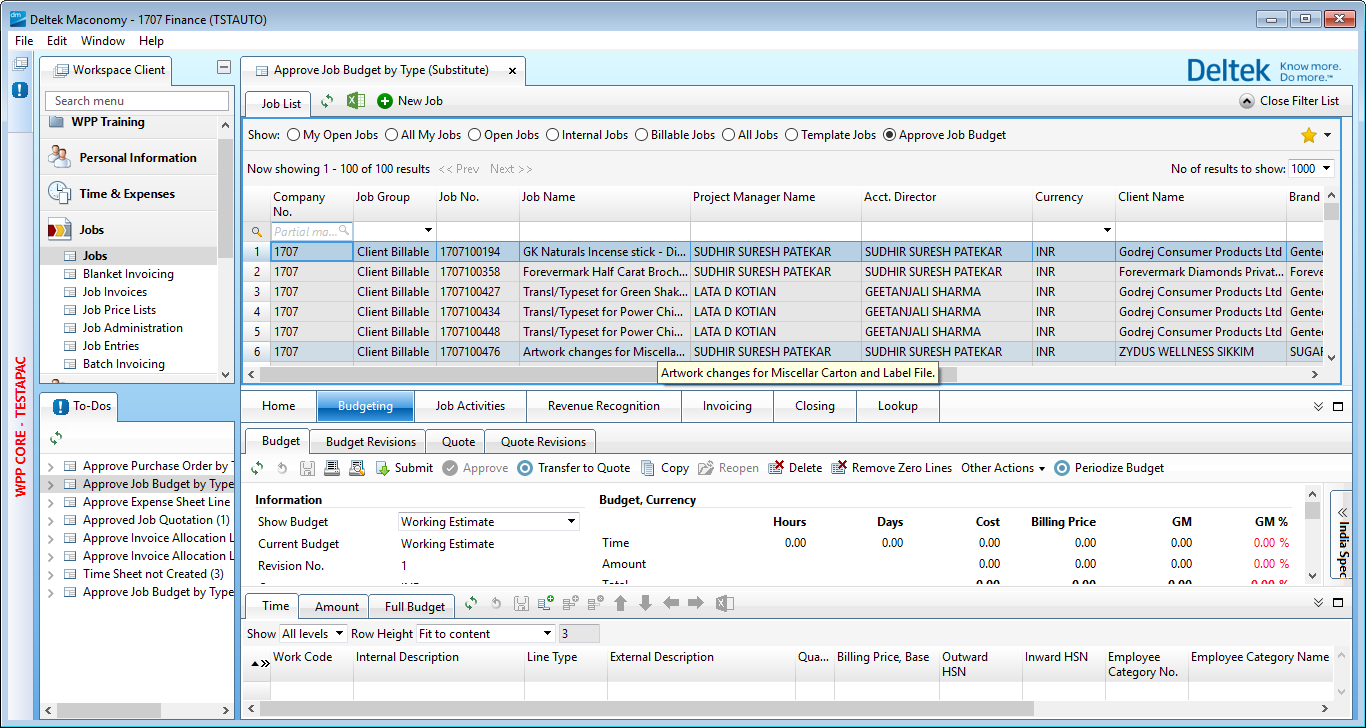 Deltek Maconomy - 1707 Finance (TSTAUTO)
File Edit Window Help
Workspace Client
Search menu
WPP Training
Personal Information
Time & Expenses
Jobs
Jobs
Blanket Invoicing
Job Invoices
Job Price Lists
Job Administration
Job Entries
Batch Invoicing
WPP CORE - TESTAPAC
To-Dos
Approve Purchase Order by T
Approve Job Budget by Type
Approve Expense Sheet Line
Approved Job Quotation (1)
Approve Invoice Allocation L
Approve Invoice Allocation L
Time Sheet not Created (3)
Approve Job Budget by Type
Approve Job Budget by Type (Substitute)
Deltek Know more. Do more.™
Job List New Job Close Filter List
Show: My Open Jobs All My Jobs Open Jobs Internal Jobs Billable Jobs All Jobs Template Jobs Approve Job Budget
Now showing 1 - 100 of 100 results << Prev Next >> No of results to show: 1000
Company No. Job Group Job No. Job Name Project Manager Name Acct. Director Currency Client Name Brand
Partial ma...
1 1707 Client Billable 1707100194 GK Naturals Incense stick - Di... SUDHIR SURESH PATEKAR SUDHIR SURESH PATEKAR INR Godrej Consumer Products Ltd Gentee
2 1707 Client Billable 1707100358 Forevermark Half Carat Broch... SUDHIR SURESH PATEKAR SUDHIR SURESH PATEKAR INR Forevermark Diamonds Privat... Gentee
3 1707 Client Billable 1707100427 Transl/Typeset for Green Shak... LATA D KOTIAN GEETANJALI SHARMA INR Godrej Consumer Products Ltd Gentee
4 1707 Client Billable 1707100434 Transl/Typeset for Power Chi... LATA D KOTIAN GEETANJALI SHARMA INR Godrej Consumer Products Ltd Gentee
5 1707 Client Billable 1707100448 Transl/Typeset for Power Chi... LATA D KOTIAN GEETANJALI SHARMA INR Godrej Consumer Products Ltd Gentee
6 1707 Client Billable 1707100476 Artwork changes for Miscella... SUDHIR SURESH PATEKAR SUDHIR SURESH PATEKAR INR ZYDUS WELLNESS SIKKIM SUGAR
Artwork changes for Miscellar Carton and Label File.
Home Budgeting Job Activities Revenue Recognition Invoicing Closing Lookup
Budget Budget Revisions Quote Quote Revisions
Submit Approve Transfer to Quote Copy Reopen Delete Remove Zero Lines Other Actions Periodize Budget
Information Budget, Currency
Show Budget Working Estimate Hours Days Cost Billing Price GM GM %
Current Budget Working Estimate Time 0.00 0.00 0.00 0.00 0.00 0.00 %
Revision No. 1 Amount 0.00 0.00 0.00 0.00 %
Total 0.00 0.00 0.00 0.00 %
India Spec
Time Amount Full Budget
Show All levels Row Height Fit to content 3
Work Code Internal Description Line Type External Description Qua... Billing Price, Base Outward HSN Inward HSN Employee Category No. Employee Category Name